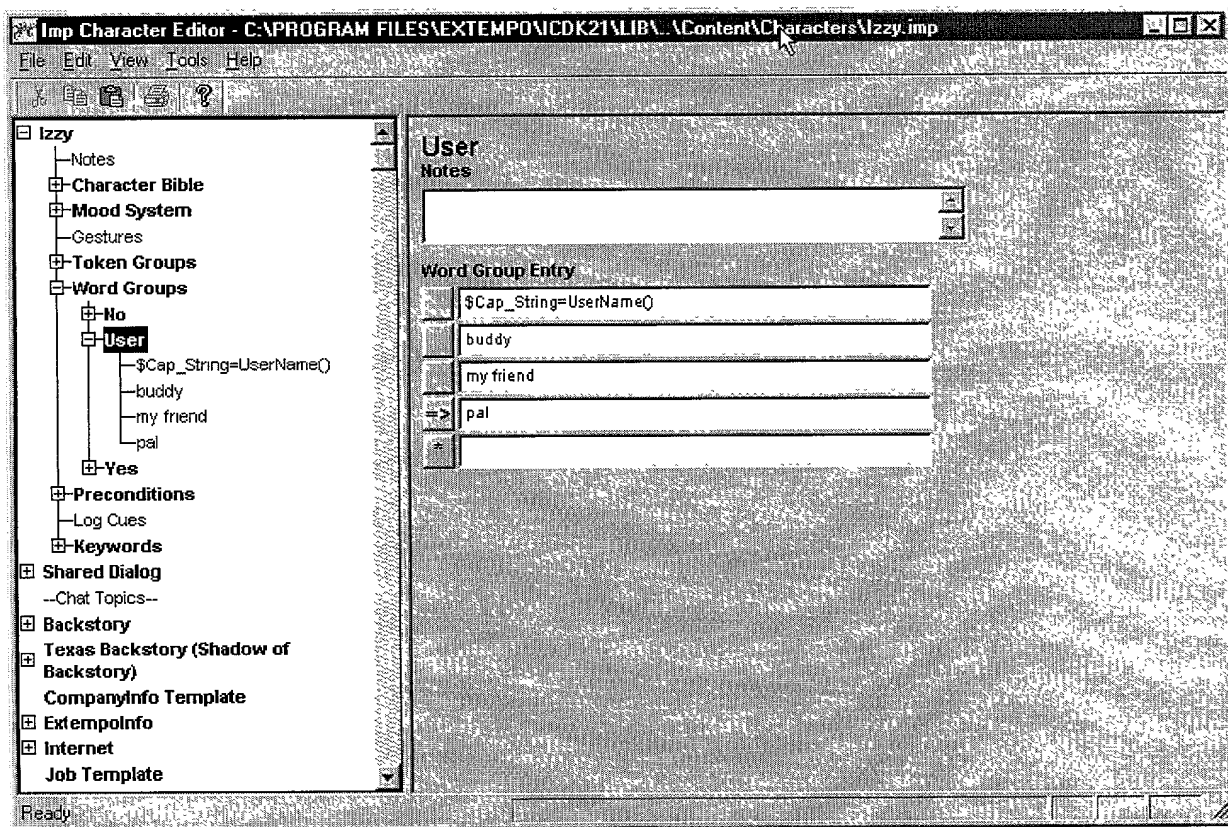 Imp Character Editor - C:\PROGRAM FILES\EXTEMPO\ICDK21\LIB\..\Content\Characters\Izzy.imp
File Edit View Tools Help
Izzy
Notes
Character Bible
Mood System
Gestures
Token Groups
Word Groups
No
User
$Cap_String=UserName()
buddy
my friend
pal
Yes
Preconditions
Log Cues
Keywords
Shared Dialog
--Chat Topics--
Backstory
Texas Backstory (Shadow of
Backstory)
CompanyInfo Template
ExtempoInfo
Internet
Job Template
User
Notes
Word Group Entry
$Cap_String=UserName()
buddy
my friend
=> pal
*
Ready